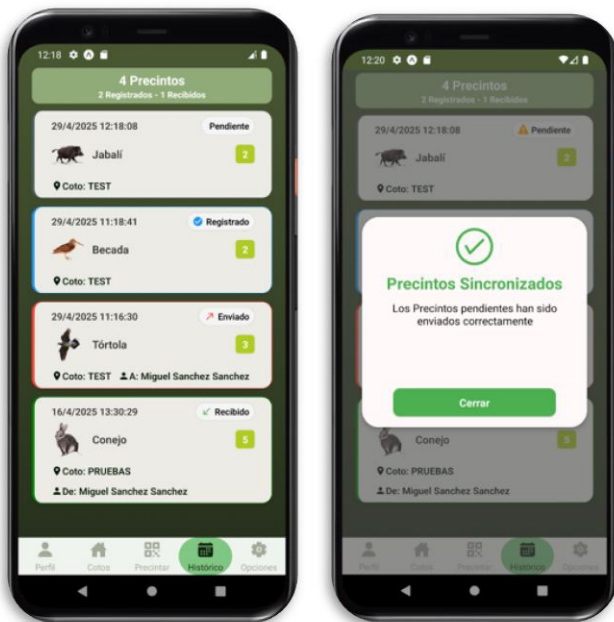 12:18
4 Precintos
2 Registrados - 1 Recibidos
29/4/2025 12:18:08 Pendiente
Jabalí 2
Coto: TEST
29/4/2025 11:18:41 Registrado
Becada 2
Coto: TEST
29/4/2025 11:16:30 Enviado
Tórtola 3
Coto: TEST A: Miguel Sanchez Sanchez
16/4/2025 13:30:29 Recibido
Conejo 5
Coto: PRUEBAS
De: Miguel Sanchez Sanchez
Perfil Cotos Precintar Histórico Opciones
12:20
4 Precintos
2 Registrados - 1 Recibidos
29/4/2025 12:18:08 Pendiente
Jabalí 2
Coto: TEST
Precintos Sincronizados
Los Precintos pendientes han sido
enviados correctamente
Cerrar
Conejo 5
Coto: PRUEBAS
De: Miguel Sanchez Sanchez
Perfil Cotos Precintar Histórico Opciones